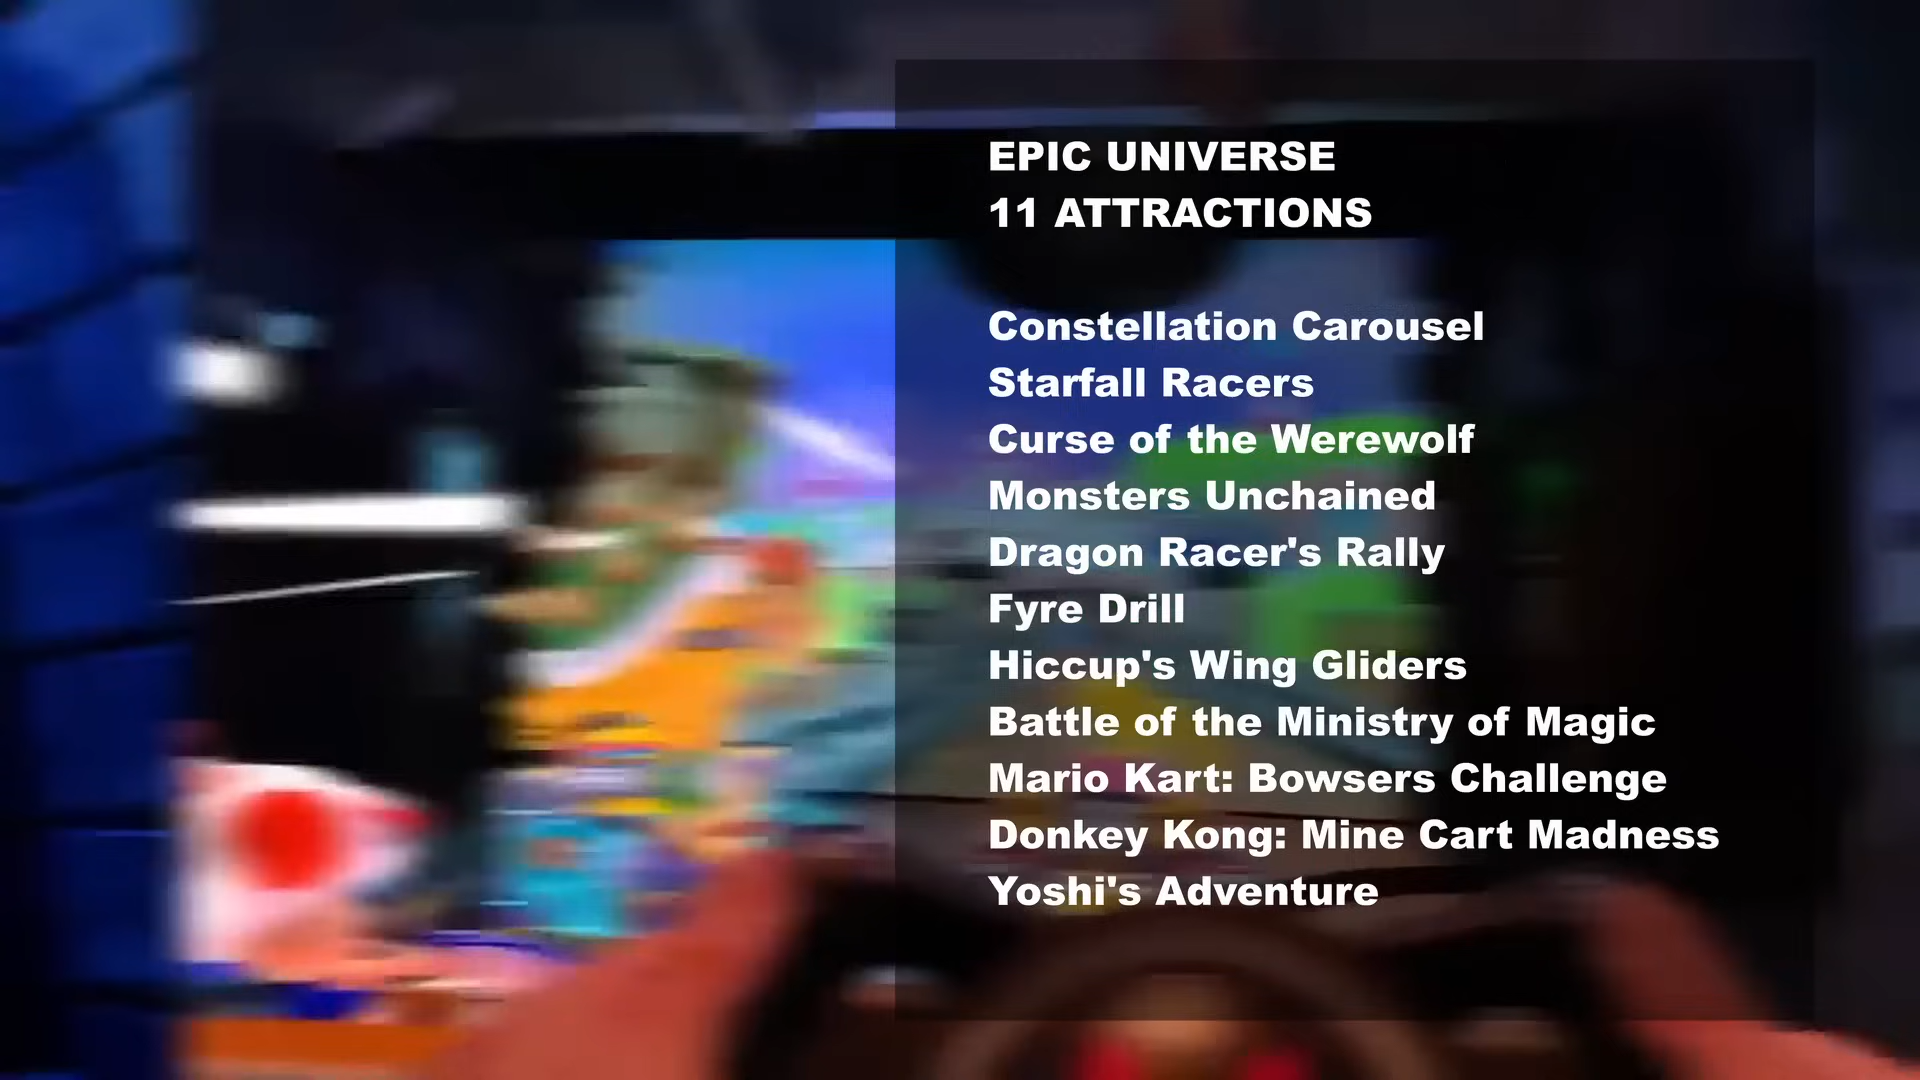 EPIC UNIVERSE
11 ATTRACTIONS
Constellation Carousel
Starfall Racers
Curse of the Werewolf
Monsters Unchained
Dragon Racer's Rally
Fyre Drill
Hiccup's Wing Gliders
Battle of the Ministry of Magic
Mario Kart: Bowsers Challenge
Donkey Kong: Mine Cart Madness
Yoshi's Adventure